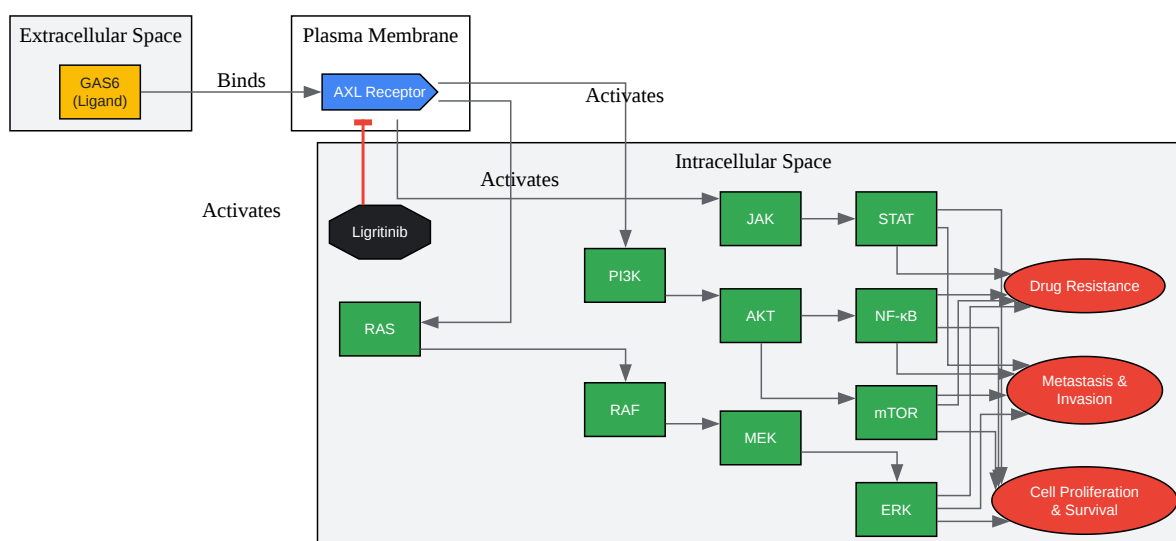 Extracellular Space
GAS6
(Ligand)
Binds
Plasma Membrane
AXL Receptor
Activates
Intracellular Space
Activates
Activates
Ligritinib
JAK
STAT
PI3K
Drug Resistance
RAS
AKT
NF-κB
Metastasis &
Invasion
RAF
mTOR
MEK
ERK
Cell Proliferation
& Survival